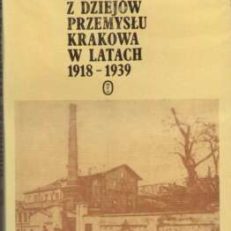 Z DZIEJÓW
PRZEMYSŁU
KRAKOWA
W LATACH
1918-1939